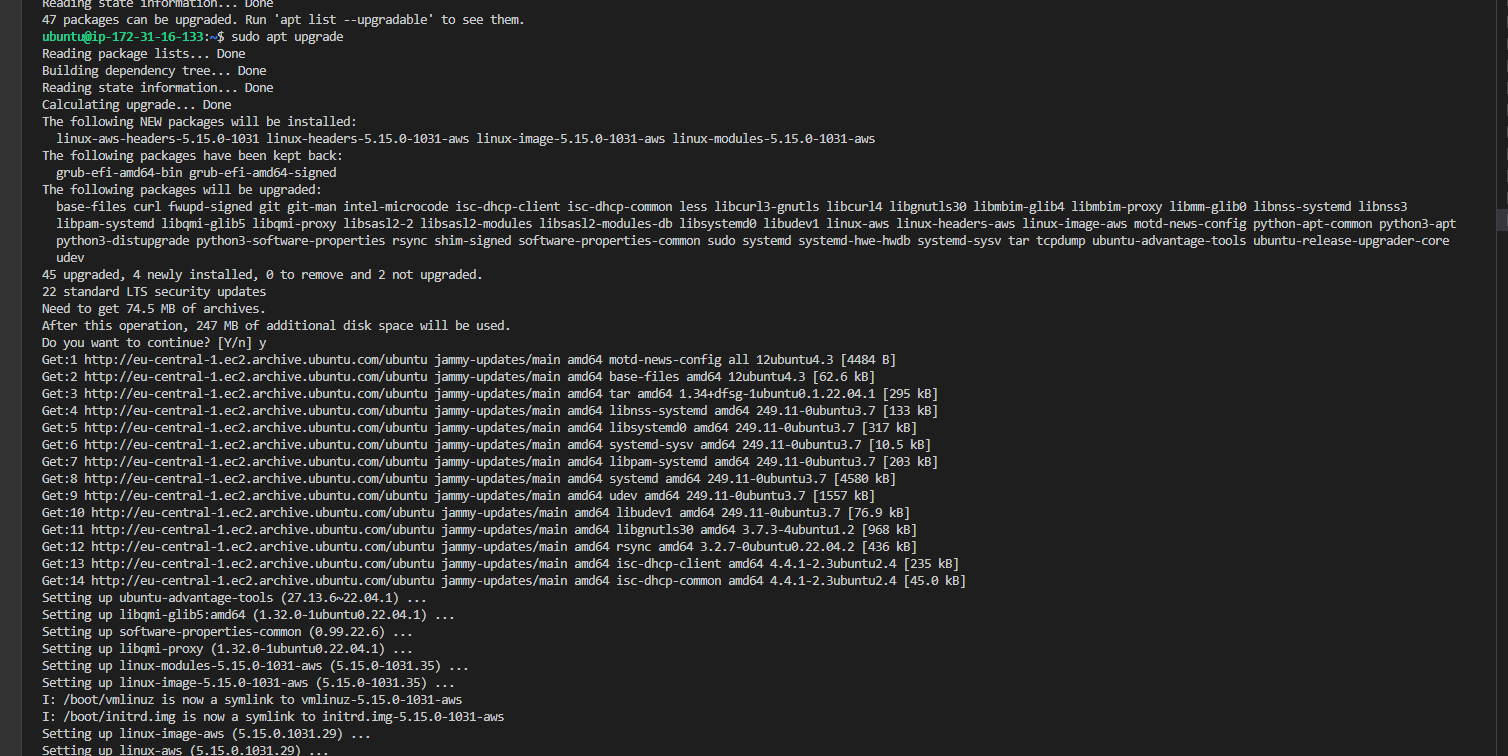 Reading state information... Done
47 packages can be upgraded. Run 'apt list --upgradable' to see them.
ubuntu@ip-172-31-16-133:~$ sudo apt upgrade
Reading package lists... Done
Building dependency tree... Done
Reading state information... Done
Calculating upgrade... Done
The following NEW packages will be installed:
  linux-aws-headers-5.15.0-1031 linux-headers-5.15.0-1031-aws linux-image-5.15.0-1031-aws linux-modules-5.15.0-1031-aws
The following packages have been kept back:
  grub-efi-amd64-bin grub-efi-amd64-signed
The following packages will be upgraded:
  base-files curl fwupd-signed git git-man intel-microcode isc-dhcp-client isc-dhcp-common less libcurl3-gnutls libcurl4 libgnutls30 libmbim-glib4 libmbim-proxy libmm-glib0 libnss-systemd libnss3
  libpam-systemd libqmi-glib5 libqmi-proxy libsasl2-2 libsasl2-modules libsasl2-modules-db libsystemd0 libudev1 linux-aws linux-headers-aws linux-image-aws motd-news-config python-apt-common python3-apt
  python3-distupgrade python3-software-properties rsync shim-signed software-properties-common sudo systemd systemd-hwe-hwdb systemd-sysv tar tcpdump ubuntu-advantage-tools ubuntu-release-upgrader-core
  udev
45 upgraded, 4 newly installed, 0 to remove and 2 not upgraded.
22 standard LTS security updates
Need to get 74.5 MB of archives.
After this operation, 247 MB of additional disk space will be used.
Do you want to continue? [Y/n] y
Get:1 http://eu-central-1.ec2.archive.ubuntu.com/ubuntu jammy-updates/main amd64 motd-news-config all 12ubuntu4.3 [4484 B]
Get:2 http://eu-central-1.ec2.archive.ubuntu.com/ubuntu jammy-updates/main amd64 base-files amd64 12ubuntu4.3 [62.6 kB]
Get:3 http://eu-central-1.ec2.archive.ubuntu.com/ubuntu jammy-updates/main amd64 tar amd64 1.34+dfsg-1ubuntu0.1.22.04.1 [295 kB]
Get:4 http://eu-central-1.ec2.archive.ubuntu.com/ubuntu jammy-updates/main amd64 libnss-systemd amd64 249.11-0ubuntu3.7 [133 kB]
Get:5 http://eu-central-1.ec2.archive.ubuntu.com/ubuntu jammy-updates/main amd64 libsystemd0 amd64 249.11-0ubuntu3.7 [317 kB]
Get:6 http://eu-central-1.ec2.archive.ubuntu.com/ubuntu jammy-updates/main amd64 systemd-sysv amd64 249.11-0ubuntu3.7 [10.5 kB]
Get:7 http://eu-central-1.ec2.archive.ubuntu.com/ubuntu jammy-updates/main amd64 libpam-systemd amd64 249.11-0ubuntu3.7 [203 kB]
Get:8 http://eu-central-1.ec2.archive.ubuntu.com/ubuntu jammy-updates/main amd64 systemd amd64 249.11-0ubuntu3.7 [4580 kB]
Get:9 http://eu-central-1.ec2.archive.ubuntu.com/ubuntu jammy-updates/main amd64 udev amd64 249.11-0ubuntu3.7 [1557 kB]
Get:10 http://eu-central-1.ec2.archive.ubuntu.com/ubuntu jammy-updates/main amd64 libudev1 amd64 249.11-0ubuntu3.7 [76.9 kB]
Get:11 http://eu-central-1.ec2.archive.ubuntu.com/ubuntu jammy-updates/main amd64 libgnutls30 amd64 3.7.3-4ubuntu1.2 [968 kB]
Get:12 http://eu-central-1.ec2.archive.ubuntu.com/ubuntu jammy-updates/main amd64 rsync amd64 3.2.7-0ubuntu0.22.04.2 [436 kB]
Get:13 http://eu-central-1.ec2.archive.ubuntu.com/ubuntu jammy-updates/main amd64 isc-dhcp-client amd64 4.4.1-2.3ubuntu2.4 [235 kB]
Get:14 http://eu-central-1.ec2.archive.ubuntu.com/ubuntu jammy-updates/main amd64 isc-dhcp-common amd64 4.4.1-2.3ubuntu2.4 [45.0 kB]
Setting up ubuntu-advantage-tools (27.13.6~22.04.1) ...
Setting up libqmi-glib5:amd64 (1.32.0-1ubuntu0.22.04.1) ...
Setting up software-properties-common (0.99.22.6) ...
Setting up libqmi-proxy (1.32.0-1ubuntu0.22.04.1) ...
Setting up linux-modules-5.15.0-1031-aws (5.15.0-1031.35) ...
Setting up linux-image-5.15.0-1031-aws (5.15.0-1031.35) ...
I: /boot/vmlinuz is now a symlink to vmlinuz-5.15.0-1031-aws
I: /boot/initrd.img is now a symlink to initrd.img-5.15.0-1031-aws
Setting up linux-image-aws (5.15.0.1031.29) ...
Setting up linux-aws (5.15.0.1031.29) ...